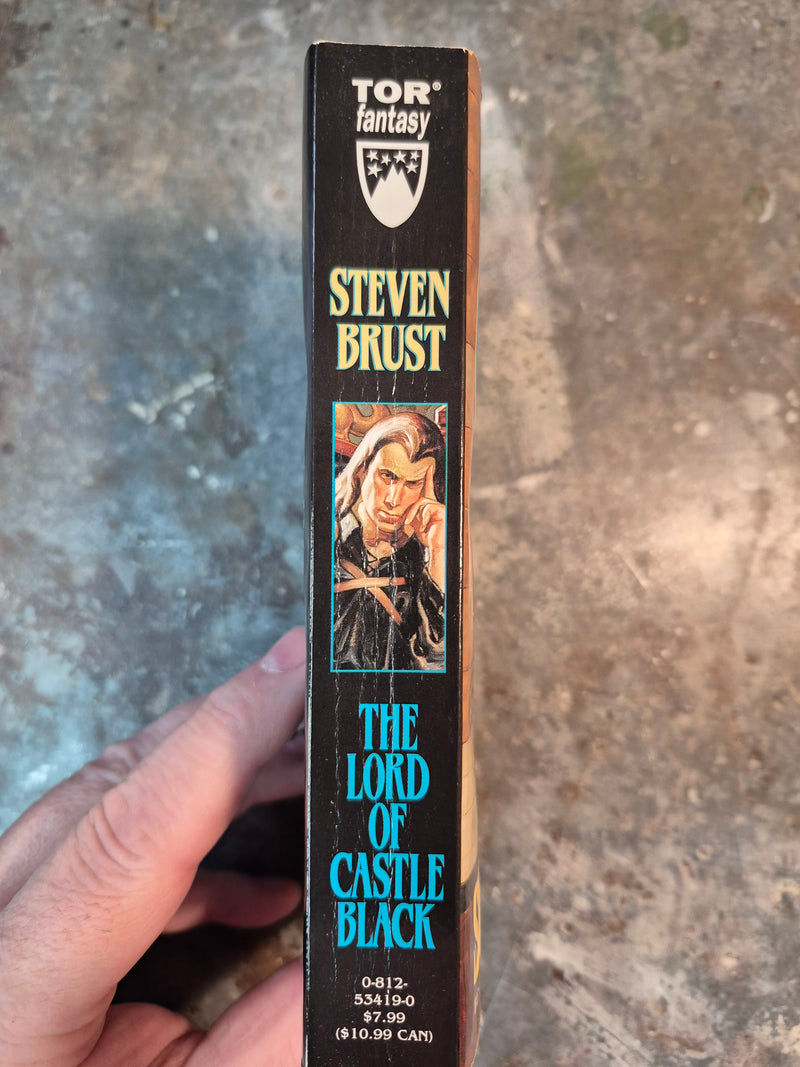 TOR®
fantasy
STEVEN
BRUST
THE
LORD
OF
CASTLE
BLACK
0-812-
53419-0
$7.99
($10.99 CAN)